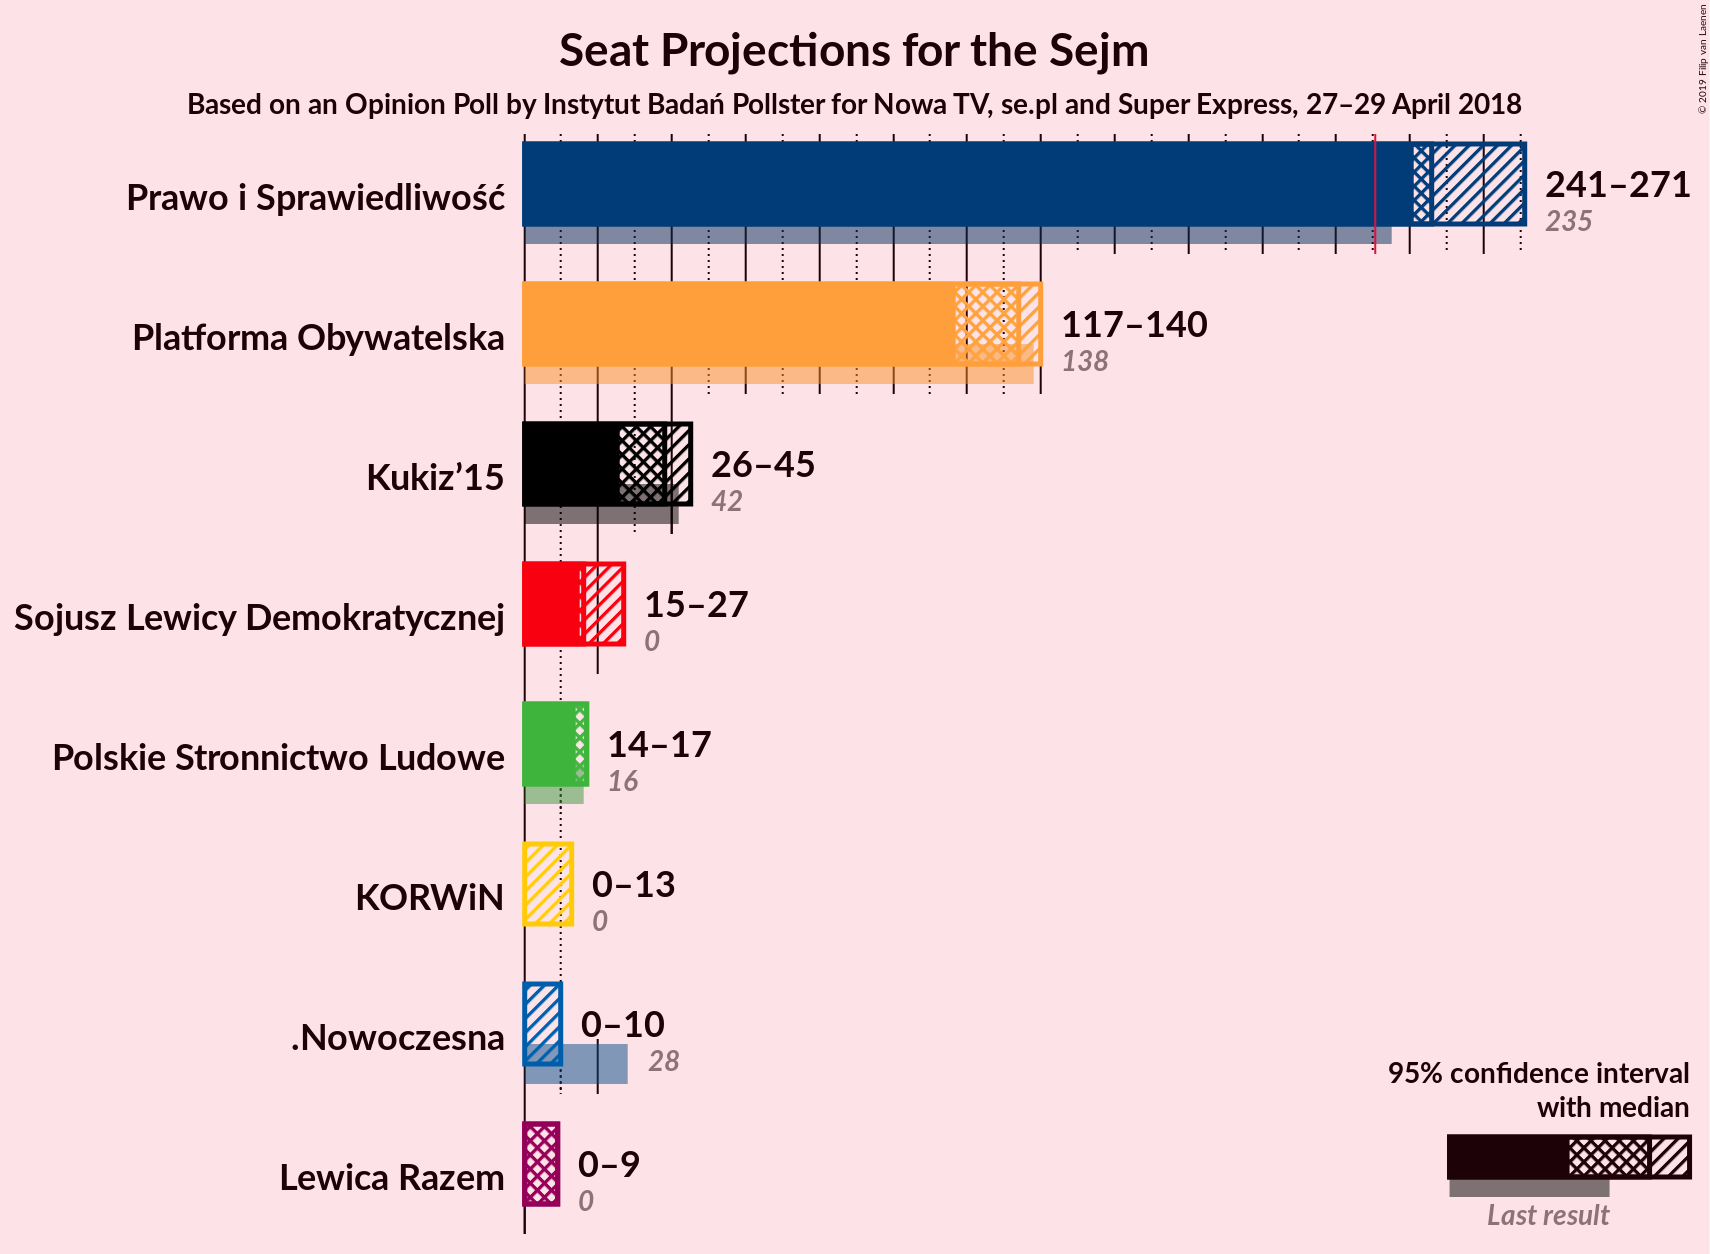 Seat Projections for the Sejm
Based on an Opinion Poll by Instytut Badań Pollster for Nowa TV, se.pl and Super Express, 27–29 April 2018
© 2019 Filip van Laenen
Prawo i Sprawiedliwość
241–271
235
Platforma Obywatelska
117–140
138
Kukiz’15
26–45
42
Sojusz Lewicy Demokratycznej
15–27
0
Polskie Stronnictwo Ludowe
14–17
16
KORWiN
0–13
0
.Nowoczesna
0–10
28
Lewica Razem
0–9
0
95% confidence interval
with median
Last result